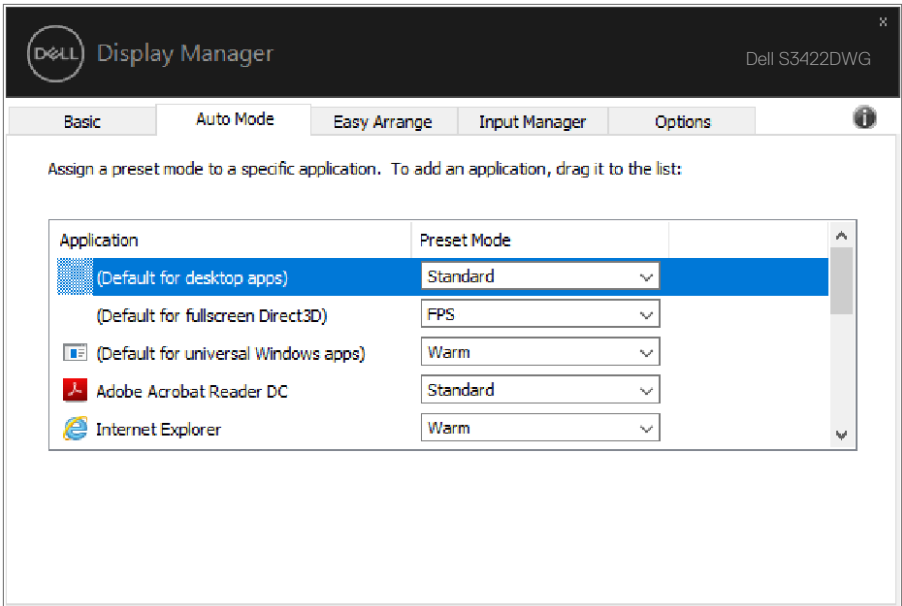 x
DELL Display Manager
Dell S3422DWG
Basic Auto Mode Easy Arrange Input Manager Options i
Assign a preset mode to a specific application. To add an application, drag it to the list:
Application Preset Mode
(Default for desktop apps) Standard
(Default for fullscreen Direct3D) FPS
(Default for universal Windows apps) Warm
Adobe Acrobat Reader DC Standard
Internet Explorer Warm